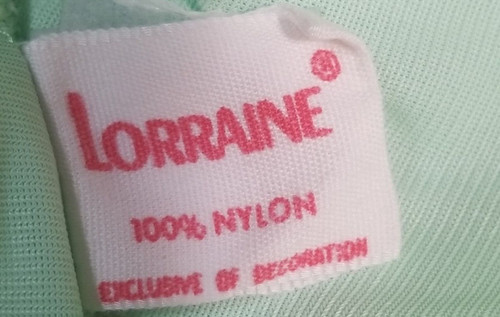 LORRAINE®
100% NYLON
EXCLUSIVE OF DECORATION